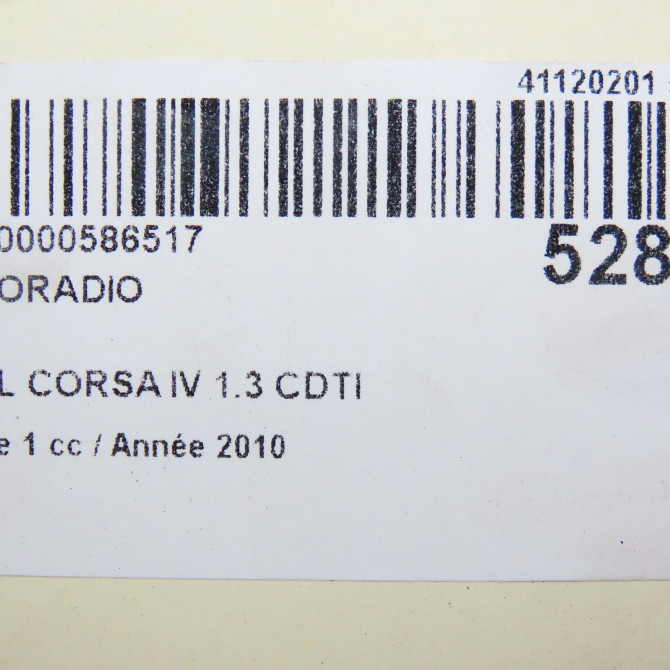 41120201
0000586517
528
ORADIO
L CORSA IV 1.3 CDTI
e 1 cc / Année 2010